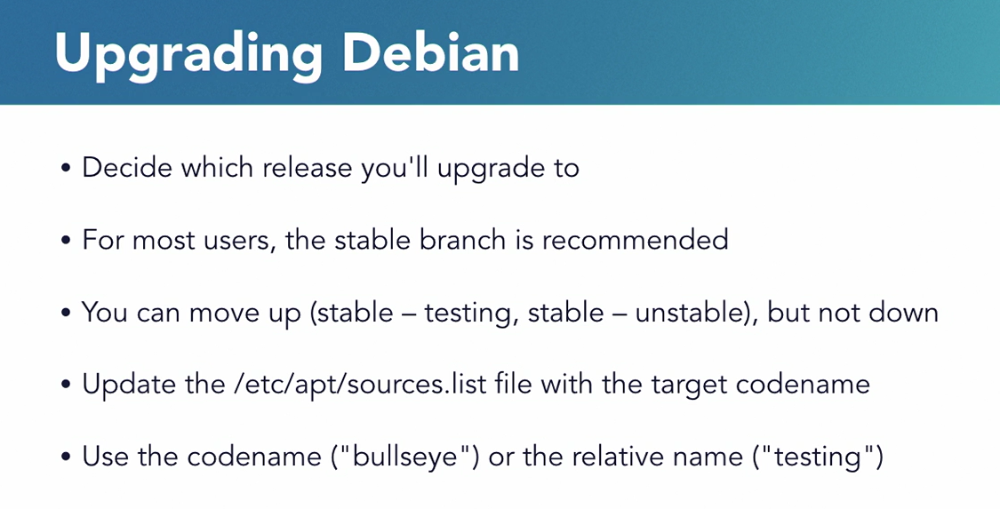 Upgrading Debian
• Decide which release you'll upgrade to
• For most users, the stable branch is recommended
• You can move up (stable – testing, stable – unstable), but not down
• Update the /etc/apt/sources.list file with the target codename
• Use the codename ("bullseye") or the relative name ("testing")